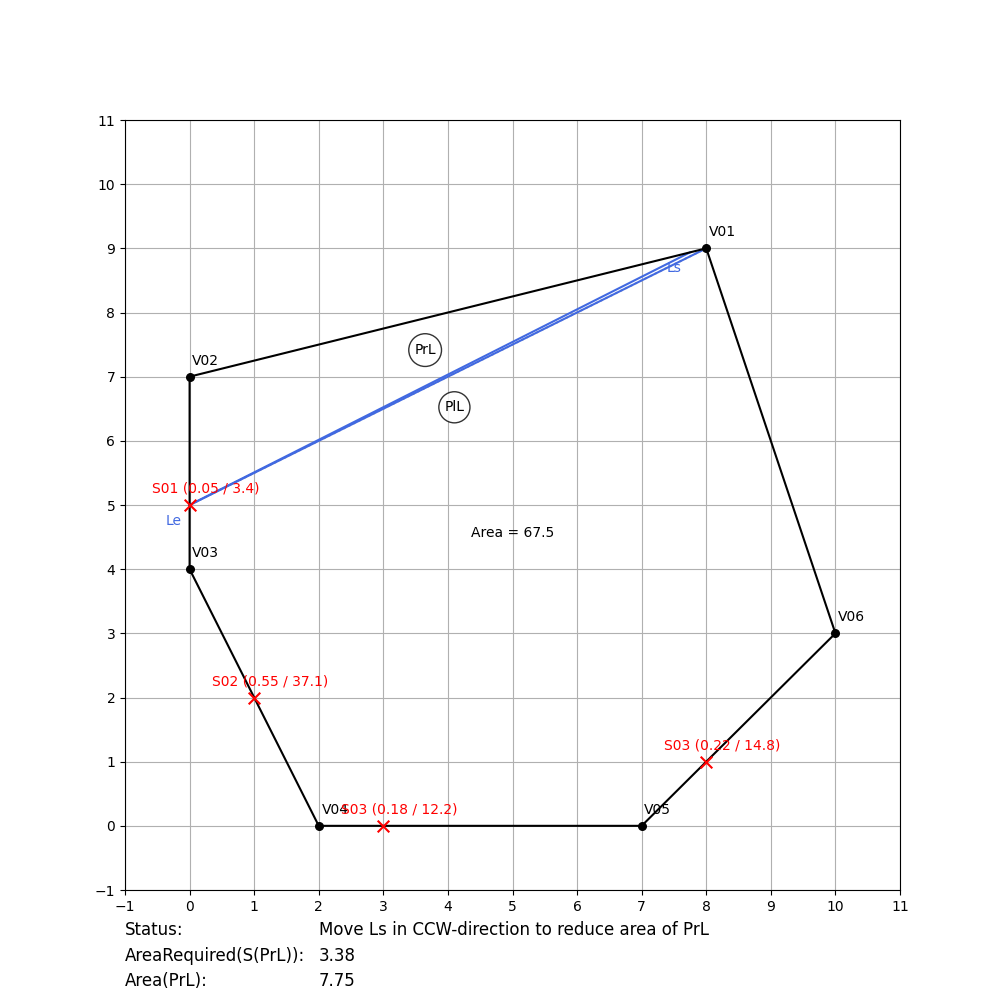 11
10
9
8
7
6
5
4
3
2
1
0
−1
−1 0 1 2 3 4 5 6 7 8 9 10 11
V01
Ls
PrL
V02
PlL
S01 (0.05 / 3.4)
Le
Area = 67.5
V03
V06
S02 (0.55 / 37.1)
S03 (0.22 / 14.8)
V04
S03 (0.18 / 12.2)
V05
Status: Move Ls in CCW-direction to reduce area of PrL
AreaRequired(S(PrL)): 3.38
Area(PrL): 7.75